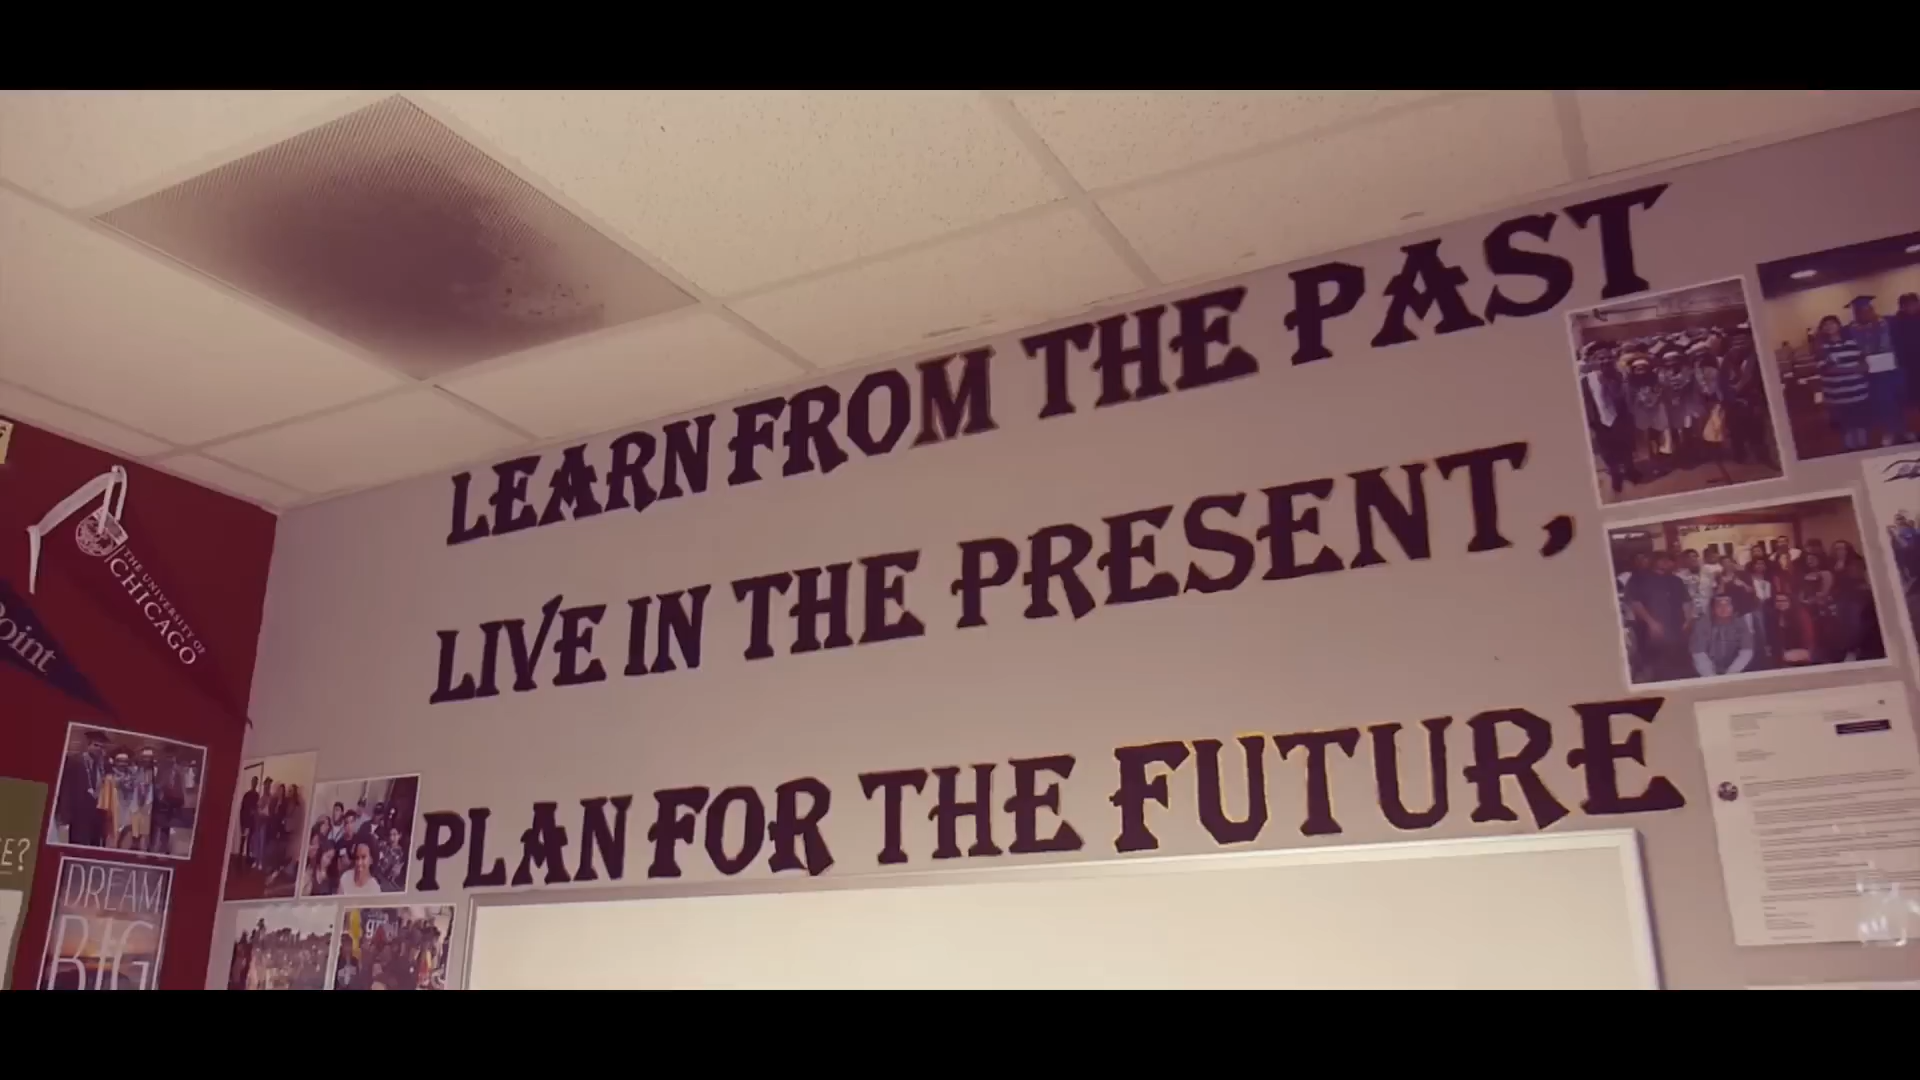 LEARN FROM THE PAST
LIVE IN THE PRESENT,
PLAN FOR THE FUTURE
THE UNIVERSITY OF
CHICAGO
Point
E?
DREAM
BIG